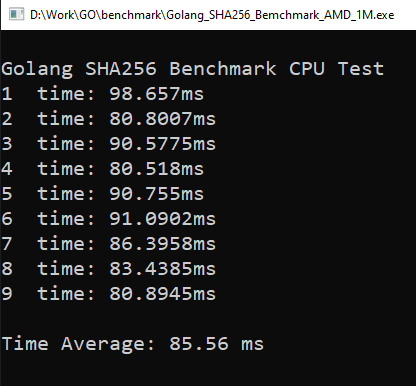 D:\Work\GO\benchmark\Golang_SHA256_Bemchmark_AMD_1M.exe
Golang SHA256 Benchmark CPU Test
1  time: 98.657ms
2  time: 80.8007ms
3  time: 90.5775ms
4  time: 80.518ms
5  time: 90.755ms
6  time: 91.0902ms
7  time: 86.3958ms
8  time: 83.4385ms
9  time: 80.8945ms
Time Average: 85.56 ms